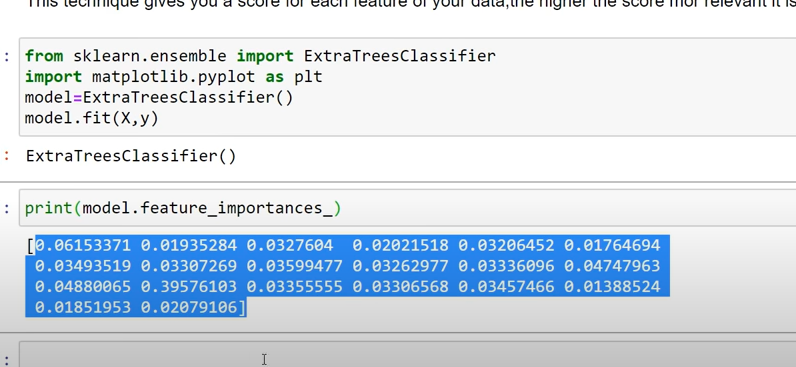 This technique gives you a score for each feature of your data,the higher the score mor relevant it is
: from sklearn.ensemble import ExtraTreesClassifier
import matplotlib.pyplot as plt
model=ExtraTreesClassifier()
model.fit(X,y)
: ExtraTreesClassifier()
: print(model.feature_importances_)
[0.06153371 0.01935284 0.0327604  0.02021518 0.03206452 0.01764694
0.03493519 0.03307269 0.03599477 0.03262977 0.03336096 0.04747963
0.04880065 0.39576103 0.03355555 0.03306568 0.03457466 0.01388524
0.01851953 0.02079106]
: